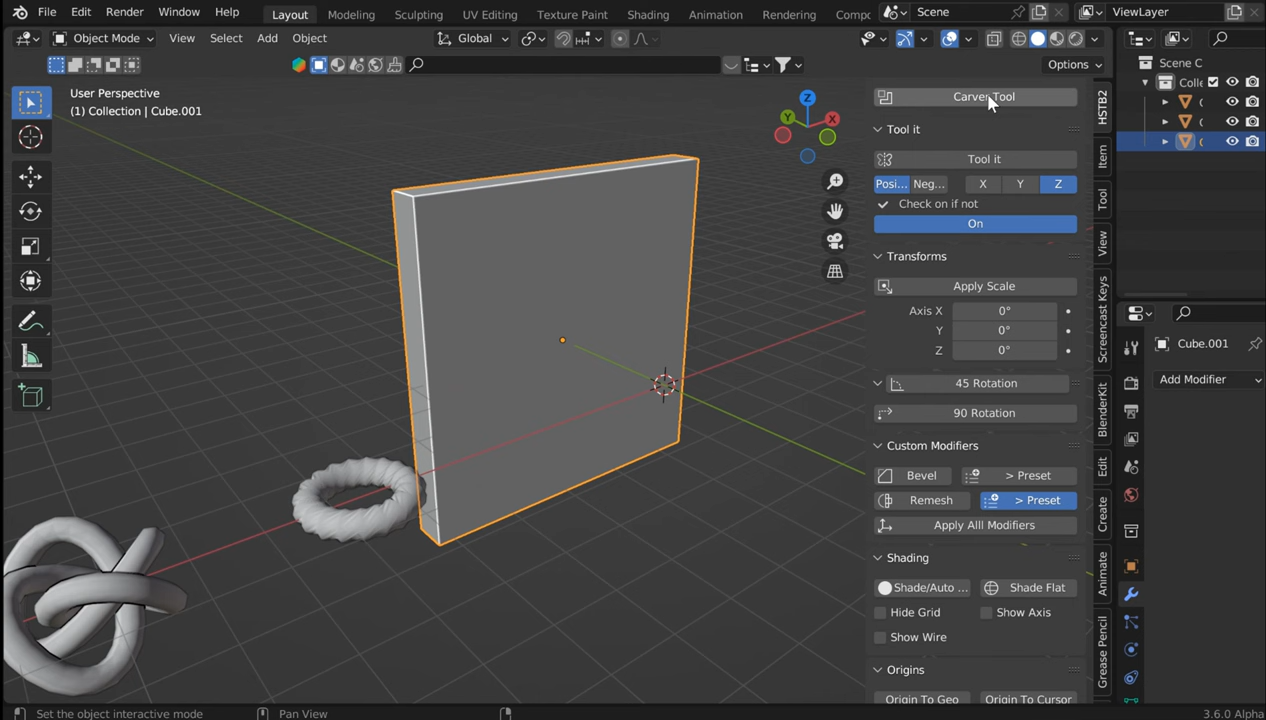 File Edit Render Window Help Layout Modeling Sculpting UV Editing Texture Paint Shading Animation Rendering Compo Scene ViewLayer
Object Mode View Select Add Object Global
Options
User Perspective
(1) Collection | Cube.001
Z
Y
X
Carver Tool
Tool it
Tool it
Posi... Neg... X Y Z
Check on if not
On
Transforms
Apply Scale
Axis X 0°
Y 0°
Z 0°
45 Rotation
90 Rotation
Custom Modifiers
Bevel > Preset
Remesh > Preset
Apply Alll Modifiers
Shading
Shade/Auto ... Shade Flat
Hide Grid Show Axis
Show Wire
Origins
Origin To Geo Origin To Cursor
HSTB2
Item
Tool
View
Screencast Keys
BlenderKit
Edit
Create
Animate
Grease Pencil
Scene C
Colle
Cube.001
Add Modifier
Set the object interactive mode Pan View 3.6.0 Alpha